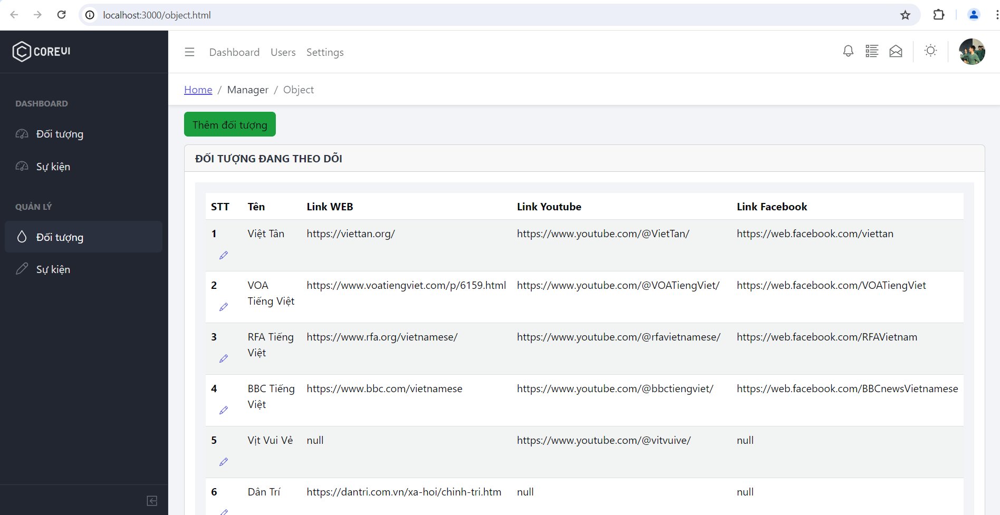 localhost:3000/object.html
COREUI
Dashboard Users Settings
Home / Manager / Object
DASHBOARD
Đối tượng
Sự kiện
QUẢN LÝ
Đối tượng
Sự kiện
Thêm đối tượng
ĐỐI TƯỢNG ĐANG THEO DÕI
STT Tên Link WEB Link Youtube Link Facebook
1 Việt Tân https://viettan.org/ https://www.youtube.com/@VietTan/ https://web.facebook.com/viettan
2 VOA https://www.voatiengviet.com/p/6159.html https://www.youtube.com/@VOATiengViet/ https://web.facebook.com/VOATiengViet
Tiếng Việt
3 RFA Tiếng https://www.rfa.org/vietnamese/ https://www.youtube.com/@rfavietnamese/ https://web.facebook.com/RFAVietnam
Việt
4 BBC Tiếng https://www.bbc.com/vietnamese https://www.youtube.com/@bbctiengviet/ https://web.facebook.com/BBCnewsVietnamese
Việt
5 Vịt Vui Vẻ null https://www.youtube.com/@vitvuive/ null
6 Dân Trí https://dantri.com.vn/xa-hoi/chinh-tri.htm null null